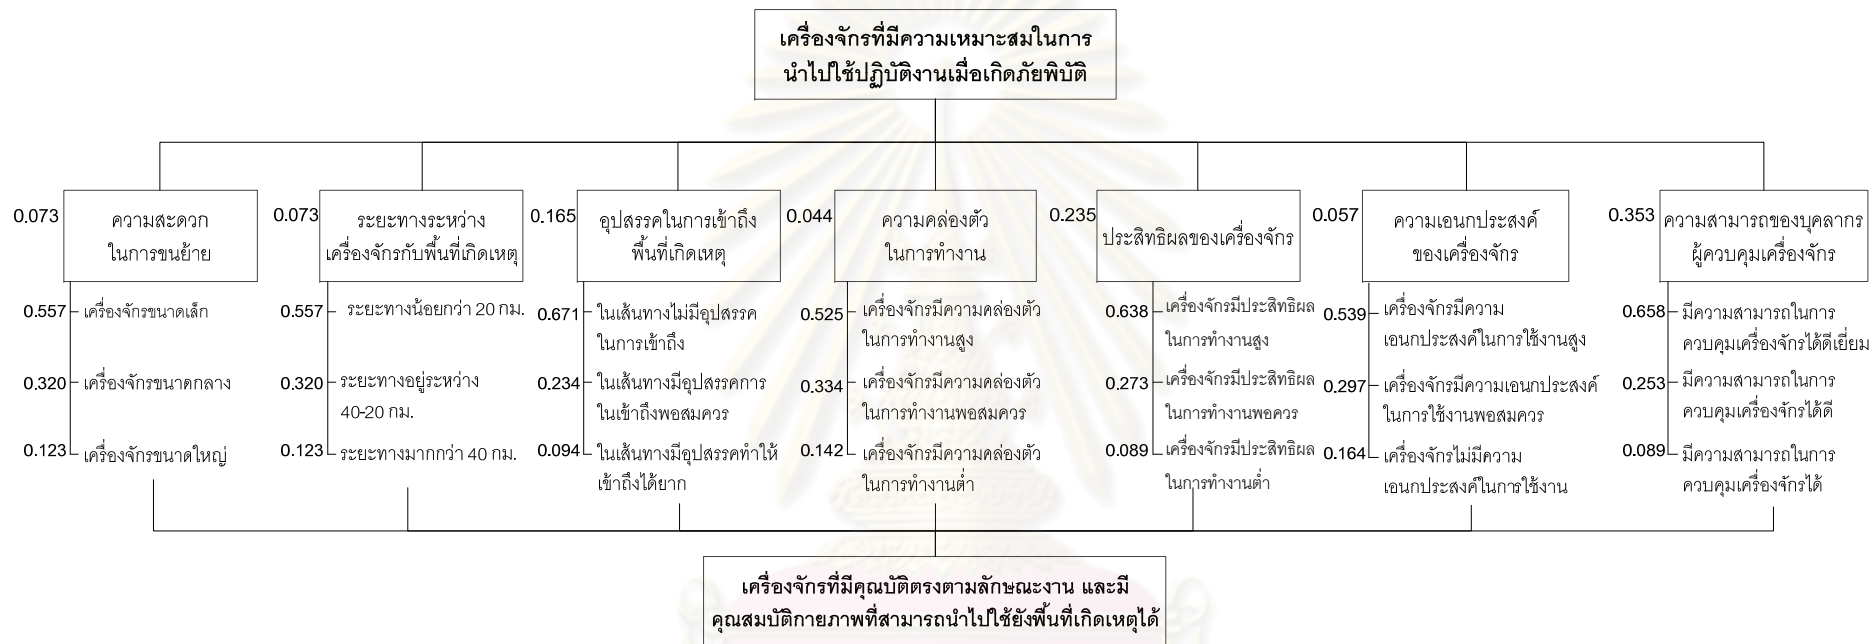 เครื่องจักรที่มีความเหมาะสมในการ
นำไปใช้ปฏิบัติงานเมื่อเกิดภัยพิบัติ
0.073
ความสะดวก
ในการขนย้าย
0.557
เครื่องจักรขนาดเล็ก
0.320
เครื่องจักรขนาดกลาง
0.123
เครื่องจักรขนาดใหญ่
0.073
ระยะทางระหว่าง
เครื่องจักรกับพื้นที่เกิดเหตุ
0.557
ระยะทางน้อยกว่า 20 กม.
0.320
ระยะทางอยู่ระหว่าง
40-20 กม.
0.123
ระยะทางมากกว่า 40 กม.
0.165
อุปสรรคในการเข้าถึง
พื้นที่เกิดเหตุ
0.671
ในเส้นทางไม่มีอุปสรรค
ในการเข้าถึง
0.234
ในเส้นทางมีอุปสรรคการ
ในเข้าถึงพอสมควร
0.094
ในเส้นทางมีอุปสรรคทำให้
เข้าถึงได้ยาก
0.044
ความคล่องตัว
ในการทำงาน
0.525
เครื่องจักรมีความคล่องตัว
ในการทำงานสูง
0.334
เครื่องจักรมีความคล่องตัว
ในการทำงานพอสมควร
0.142
เครื่องจักรมีความคล่องตัว
ในการทำงานต่ำ
0.235
ประสิทธิผลของเครื่องจักร
0.638
เครื่องจักรมีประสิทธิผล
ในการทำงานสูง
0.273
เครื่องจักรมีประสิทธิผล
ในการทำงานพอควร
0.089
เครื่องจักรมีประสิทธิผล
ในการทำงานต่ำ
0.057
ความเอนกประสงค์
ของเครื่องจักร
0.539
เครื่องจักรมีความ
เอนกประสงค์ในการใช้งานสูง
0.297
เครื่องจักรมีความเอนกประสงค์
ในการใช้งานพอสมควร
0.164
เครื่องจักรไม่มีความ
เอนกประสงค์ในการใช้งาน
0.353
ความสามารถของบุคลากร
ผู้ควบคุมเครื่องจักร
0.658
มีความสามารถในการ
ควบคุมเครื่องจักรได้ดีเยี่ยม
0.253
มีความสามารถในการ
ควบคุมเครื่องจักรได้ดี
0.089
มีความสามารถในการ
ควบคุมเครื่องจักรได้
เครื่องจักรที่มีคุณบัติตรงตามลักษณะงาน และมี
คุณสมบัติกายภาพที่สามารถนำไปใช้ยังพื้นที่เกิดเหตุได้